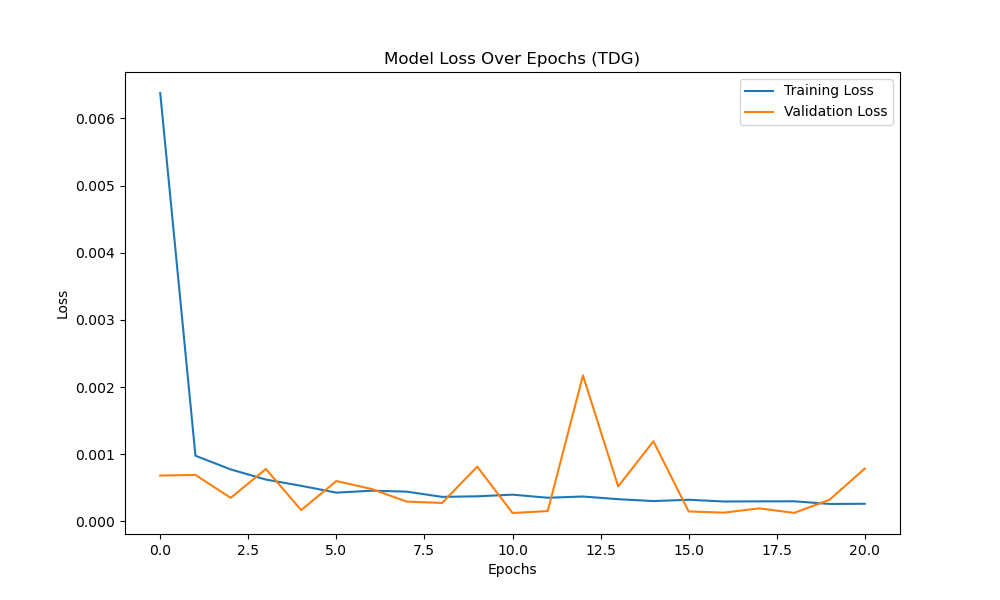 Model Loss Over Epochs (TDG)
Training Loss
Validation Loss
Loss
0.006
0.005
0.004
0.003
0.002
0.001
0.000
0.0 2.5 5.0 7.5 10.0 12.5 15.0 17.5 20.0
Epochs